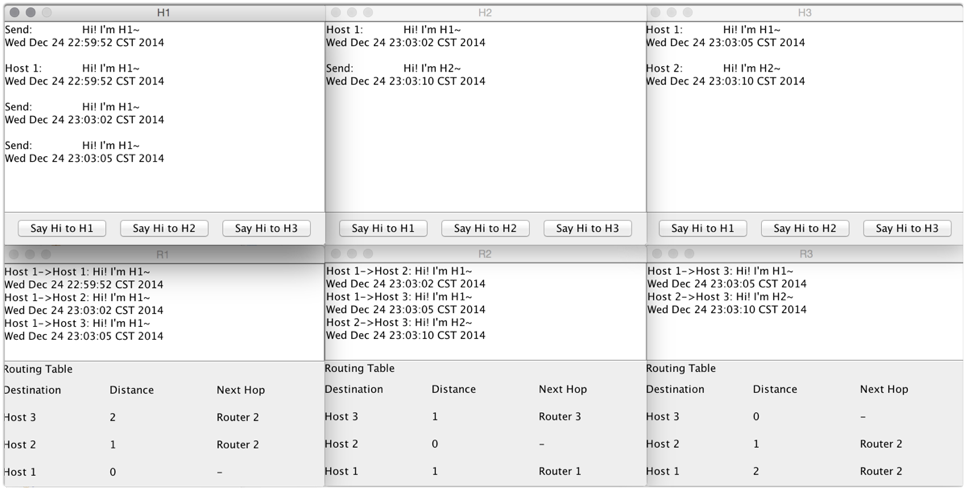 H1
Send: Hi! I'm H1~
Wed Dec 24 22:59:52 CST 2014
Host 1: Hi! I'm H1~
Wed Dec 24 22:59:52 CST 2014
Send: Hi! I'm H1~
Wed Dec 24 23:03:02 CST 2014
Send: Hi! I'm H1~
Wed Dec 24 23:03:05 CST 2014
Say Hi to H1 Say Hi to H2 Say Hi to H3
H2
Host 1: Hi! I'm H1~
Wed Dec 24 23:03:02 CST 2014
Send: Hi! I'm H2~
Wed Dec 24 23:03:10 CST 2014
Say Hi to H1 Say Hi to H2 Say Hi to H3
H3
Host 1: Hi! I'm H1~
Wed Dec 24 23:03:05 CST 2014
Host 2: Hi! I'm H2~
Wed Dec 24 23:03:10 CST 2014
Say Hi to H1 Say Hi to H2 Say Hi to H3
R1
Host 1->Host 1: Hi! I'm H1~
Wed Dec 24 22:59:52 CST 2014
Host 1->Host 2: Hi! I'm H1~
Wed Dec 24 23:03:02 CST 2014
Host 1->Host 3: Hi! I'm H1~
Wed Dec 24 23:03:05 CST 2014
Routing Table
Destination Distance Next Hop
Host 3 2 Router 2
Host 2 1 Router 2
Host 1 0 -
R2
Host 1->Host 2: Hi! I'm H1~
Wed Dec 24 23:03:02 CST 2014
Host 1->Host 3: Hi! I'm H1~
Wed Dec 24 23:03:05 CST 2014
Host 2->Host 3: Hi! I'm H2~
Wed Dec 24 23:03:10 CST 2014
Routing Table
Destination Distance Next Hop
Host 3 1 Router 3
Host 2 0 -
Host 1 1 Router 1
R3
Host 1->Host 3: Hi! I'm H1~
Wed Dec 24 23:03:05 CST 2014
Host 2->Host 3: Hi! I'm H2~
Wed Dec 24 23:03:10 CST 2014
Routing Table
Destination Distance Next Hop
Host 3 0 -
Host 2 1 Router 2
Host 1 2 Router 2